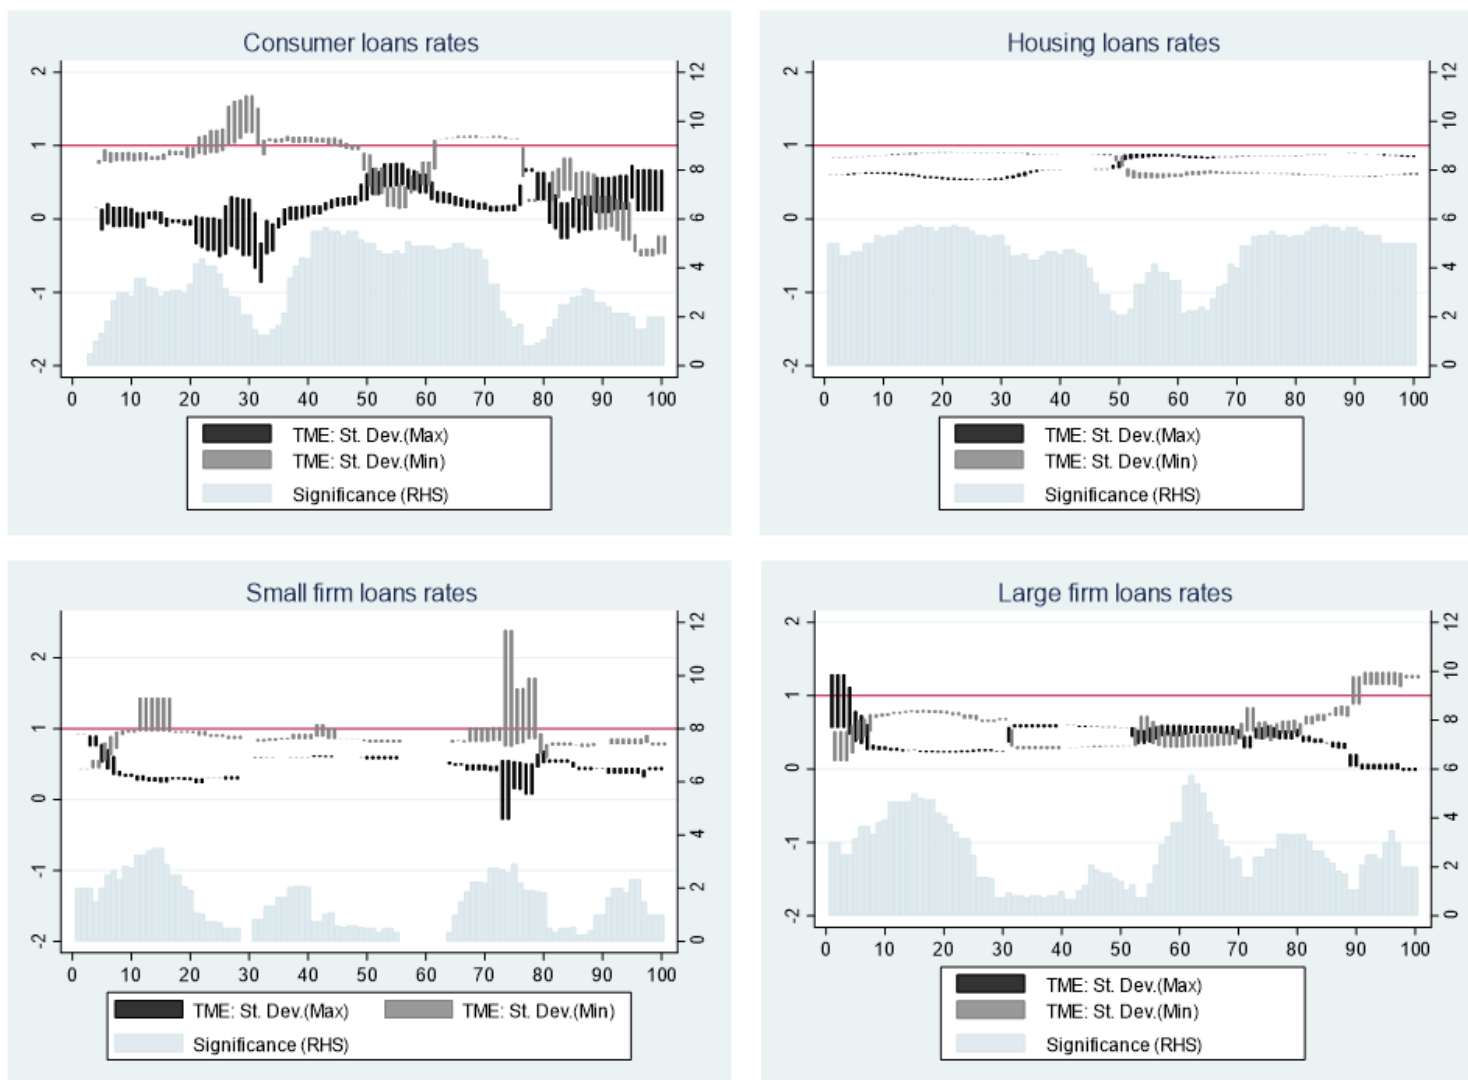 Consumer loans rates
2 1 0 -1 -2
12 10 8 6 4 2 0
0 10 20 30 40 50 60 70 80 90 100
TME: St. Dev.(Max)
TME: St. Dev.(Min)
Significance (RHS)
Housing loans rates
2 1 0 -1 -2
12 10 8 6 4 2 0
0 10 20 30 40 50 60 70 80 90 100
TME: St. Dev.(Max)
TME: St. Dev.(Min)
Significance (RHS)
Small firm loans rates
2 1 0 -1 -2
12 10 8 6 4 2 0
0 10 20 30 40 50 60 70 80 90 100
TME: St. Dev.(Max) TME: St. Dev.(Min)
Significance (RHS)
Large firm loans rates
2 1 0 -1 -2
12 10 8 6 4 2 0
0 10 20 30 40 50 60 70 80 90 100
TME: St. Dev.(Max)
TME: St. Dev.(Min)
Significance (RHS)